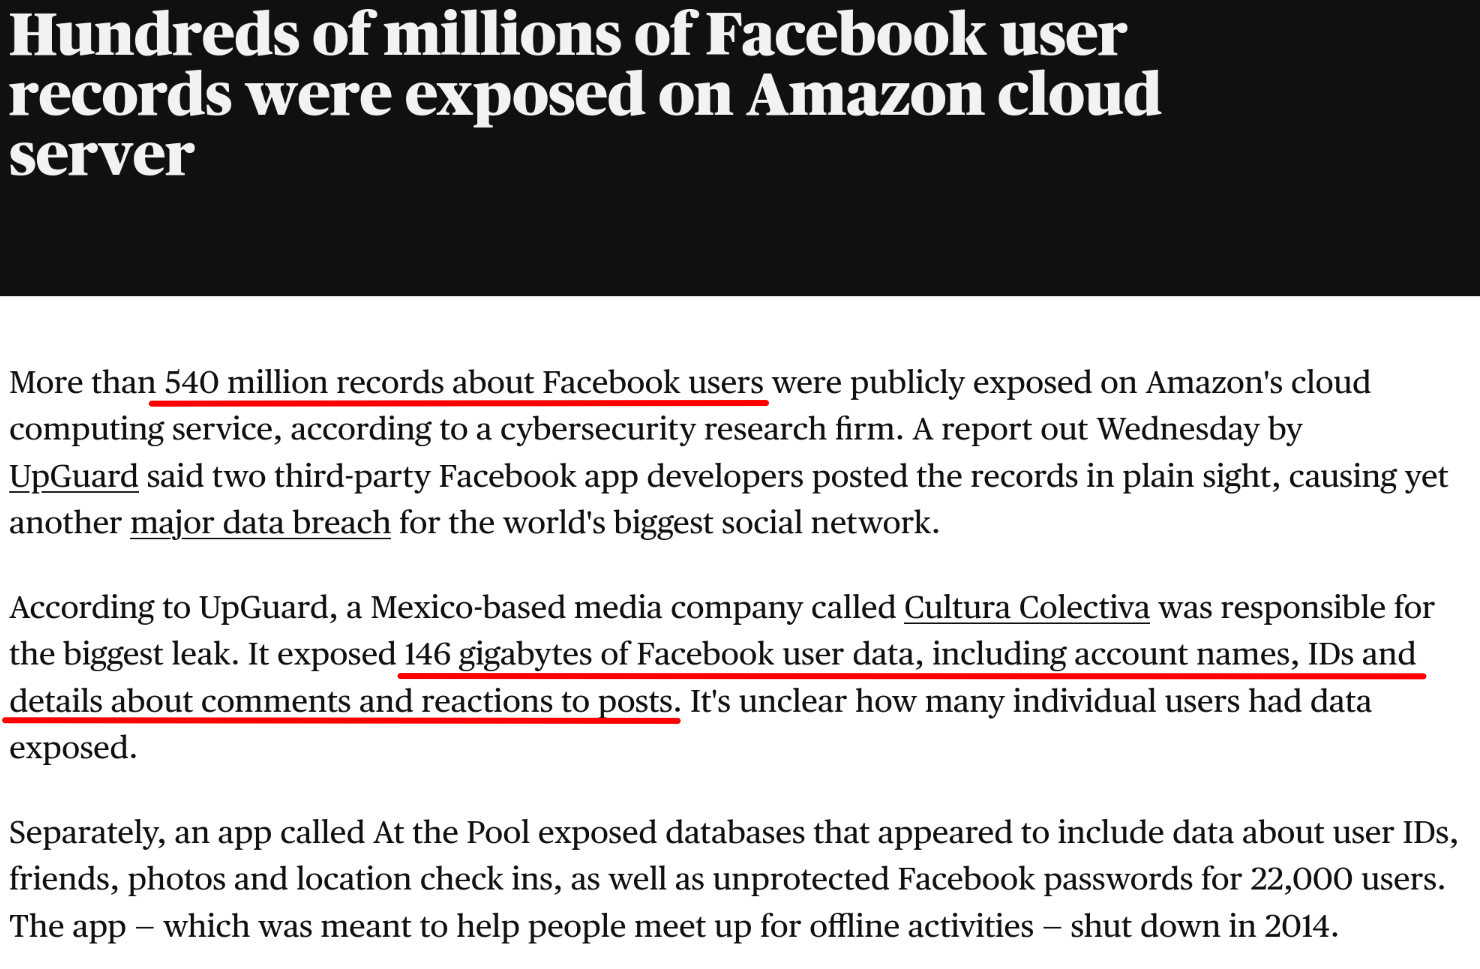 Hundreds of millions of Facebook user
records were exposed on Amazon cloud
server
More than 540 million records about Facebook users were publicly exposed on Amazon's cloud
computing service, according to a cybersecurity research firm. A report out Wednesday by
UpGuard said two third-party Facebook app developers posted the records in plain sight, causing yet
another major data breach for the world's biggest social network.
According to UpGuard, a Mexico-based media company called Cultura Colectiva was responsible for
the biggest leak. It exposed 146 gigabytes of Facebook user data, including account names, IDs and
details about comments and reactions to posts. It's unclear how many individual users had data
exposed.
Separately, an app called At the Pool exposed databases that appeared to include data about user IDs,
friends, photos and location check ins, as well as unprotected Facebook passwords for 22,000 users.
The app — which was meant to help people meet up for offline activities — shut down in 2014.